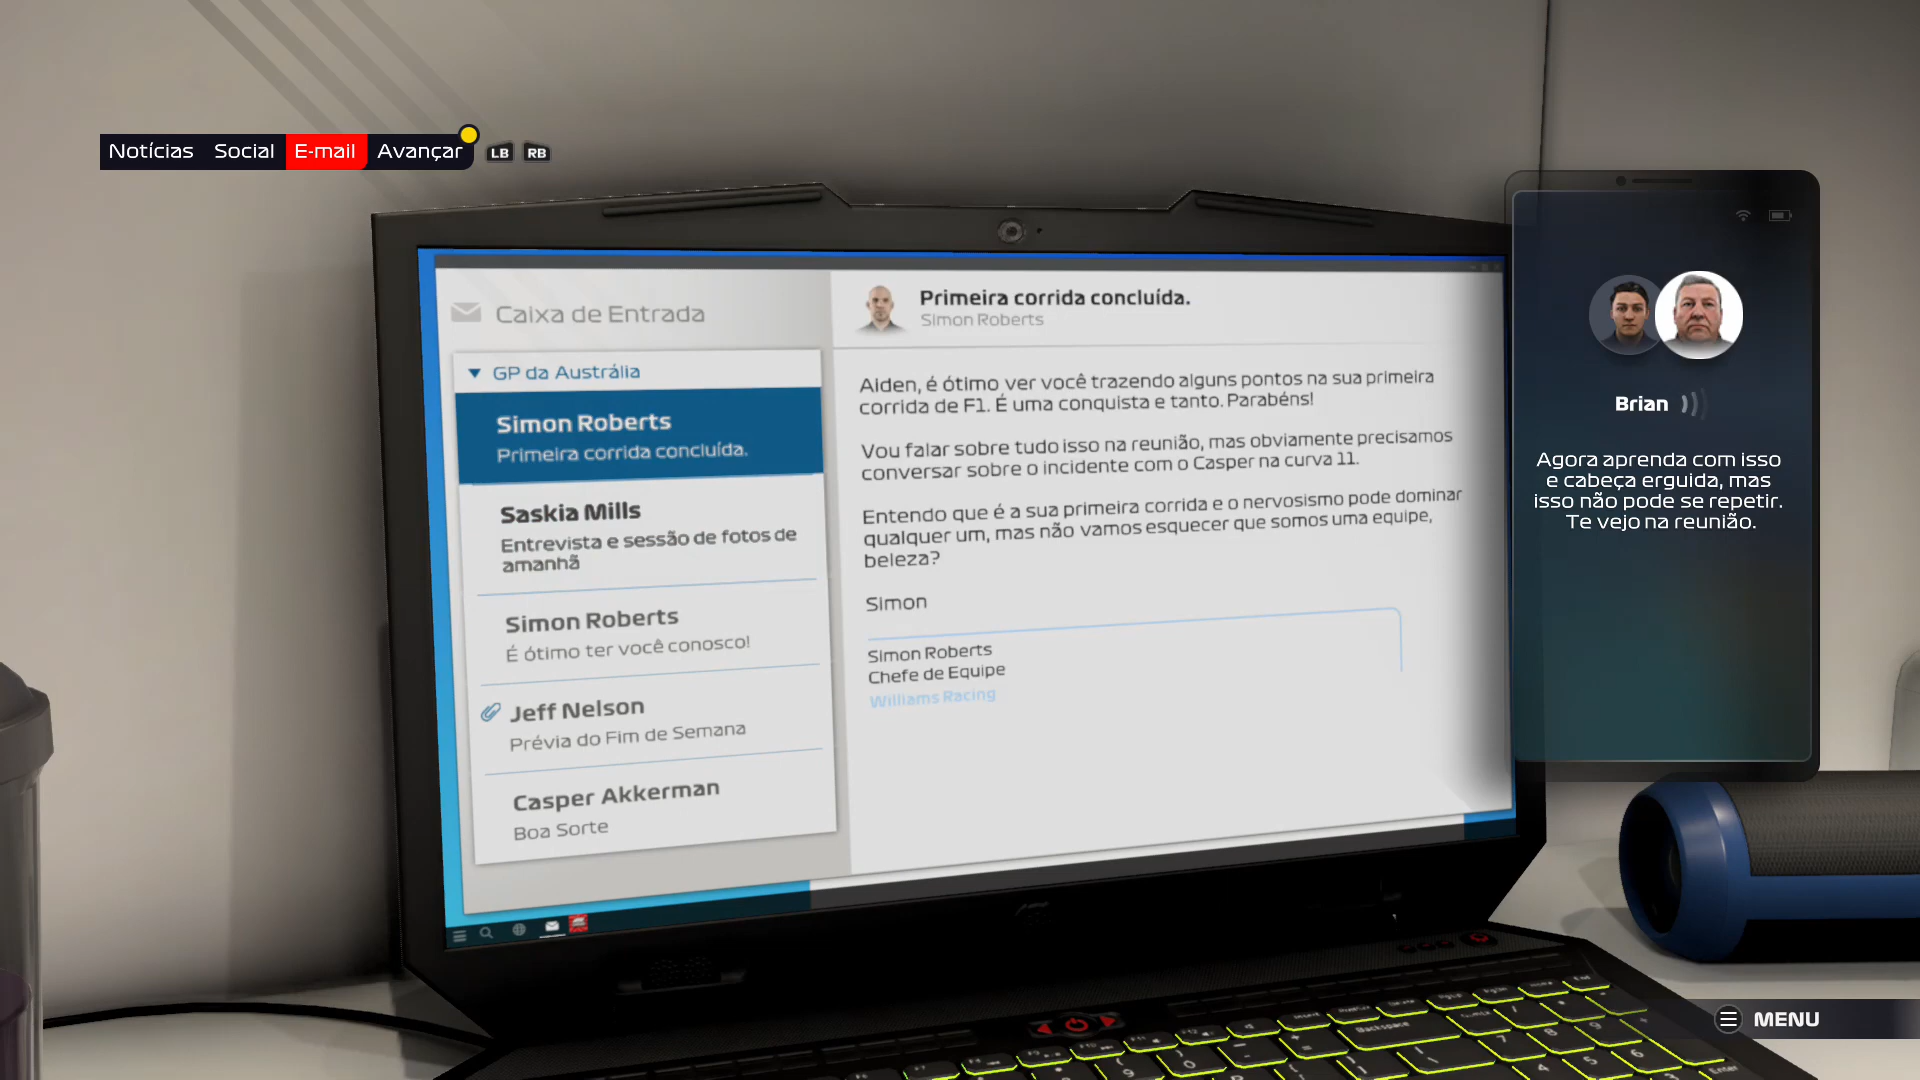 Notícias Social E-mail Avançar LB RB
Caixa de Entrada
GP da Austrália
Simon Roberts
Primeira corrida concluída.
Saskia Mills
Entrevista e sessão de fotos de
amanhã
Simon Roberts
É ótimo ter você conosco!
Jeff Nelson
Prévia do Fim de Semana
Casper Akkerman
Boa Sorte
Primeira corrida concluída.
Simon Roberts
Aiden, é ótimo ver você trazendo alguns pontos na sua primeira
corrida de F1. É uma conquista e tanto. Parabéns!
Vou falar sobre tudo isso na reunião, mas obviamente precisamos
conversar sobre o incidente com o Casper na curva 11.
Entendo que é a sua primeira corrida e o nervosismo pode dominar
qualquer um, mas não vamos esquecer que somos uma equipe,
beleza?
Simon
Simon Roberts
Chefe de Equipe
Williams Racing
Brian
Agora aprenda com isso
e cabeça erguida, mas
isso não pode se repetir.
Te vejo na reunião.
Backspace
Enter
MENU